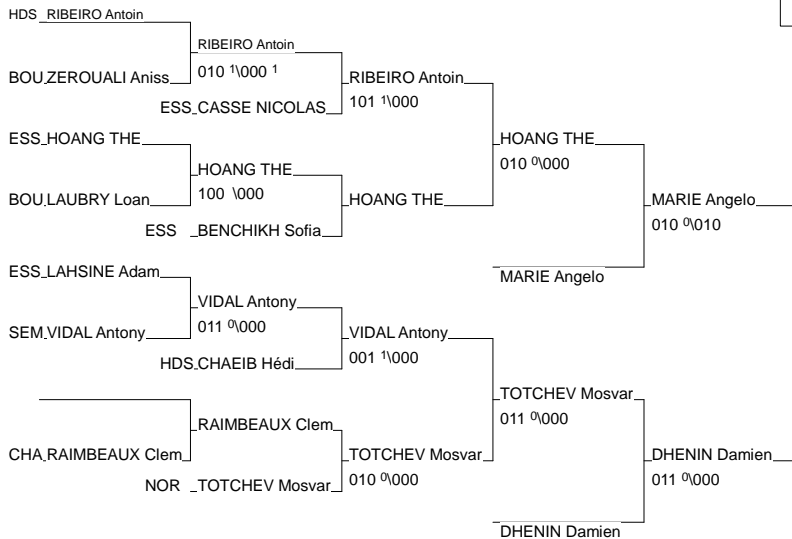 HDS RIBEIRO Antoin
RIBEIRO Antoin
010 1\000 1
BOU ZEROUALI Aniss
RIBEIRO Antoin
101 1\000
ESS CASSE NICOLAS
ESS HOANG THE
HOANG THE
010 0\000
HOANG THE
100 \000
BOU LAUBRY Loan
HOANG THE
MARIE Angelo
010 0\010
ESS BENCHIKH Sofia
ESS LAHSINE Adam
MARIE Angelo
VIDAL Antony
011 0\000
SEM VIDAL Antony
VIDAL Antony
001 1\000
HDS CHAEIB Hédi
TOTCHEV Mosvar
011 0\000
RAIMBEAUX Clem
CHA RAIMBEAUX Clem
TOTCHEV Mosvar
010 0\000
DHENIN Damien
011 0\000
NOR TOTCHEV Mosvar
DHENIN Damien